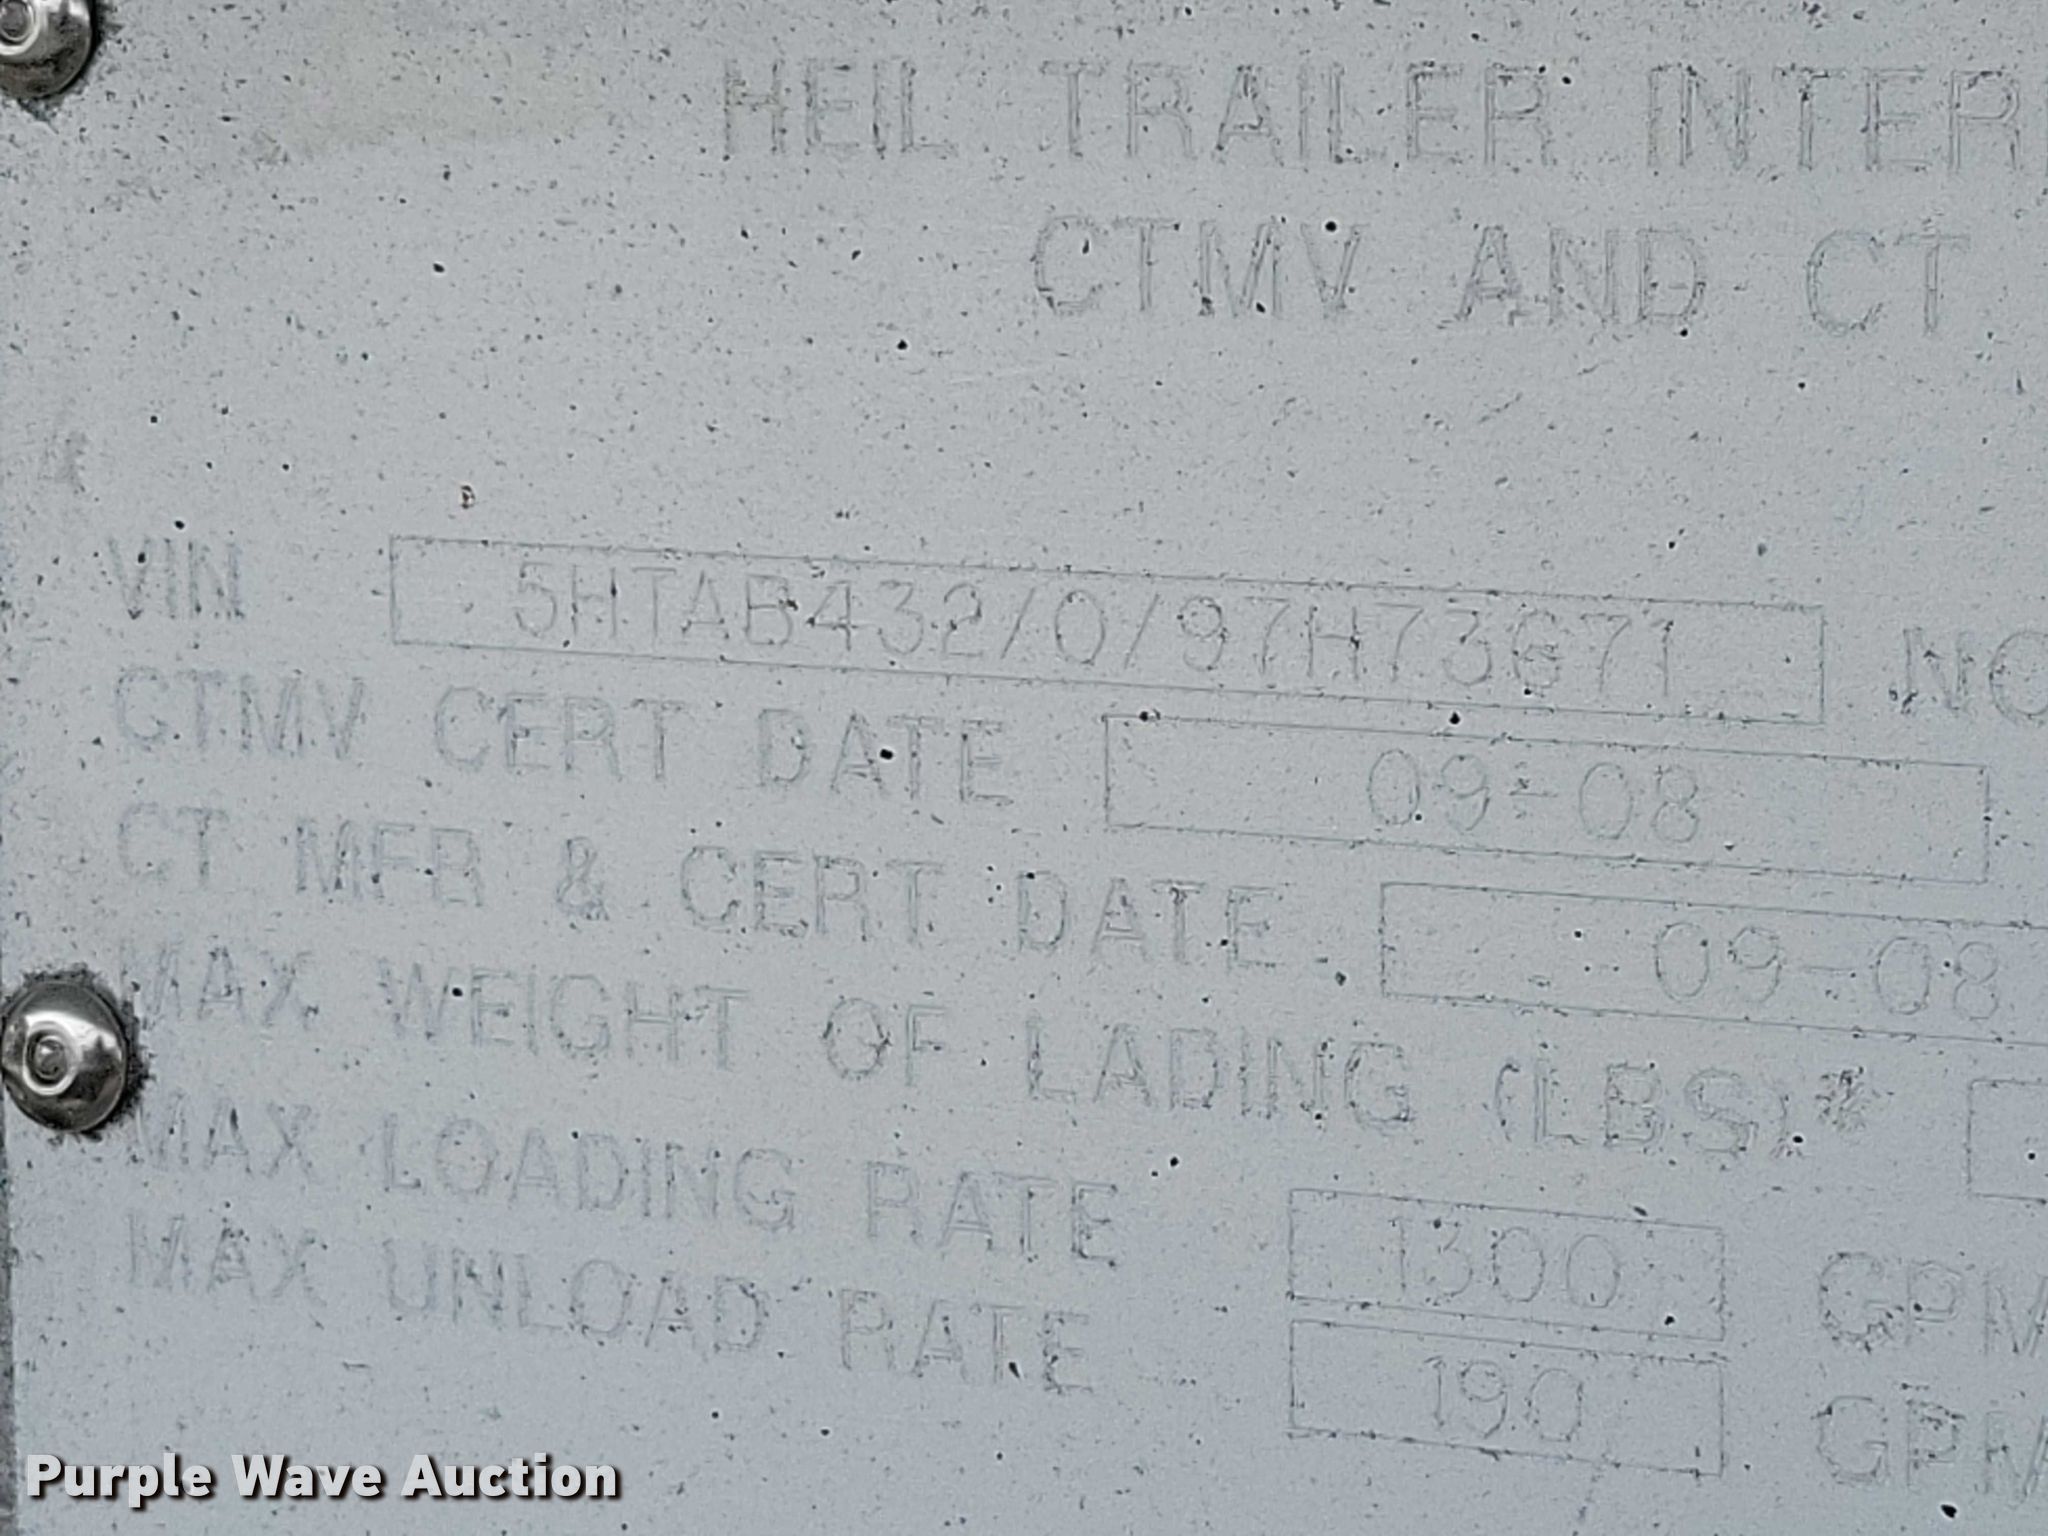 HEIL TRAILER INTER
CTMV AND CT
VIN 5HTAB432/0/97H73671 NO
CTMV CERT DATE 09-08
CT MFR & CERT DATE 09-08
MAX WEIGHT OF LADING (LBS)*
MAX LOADING RATE 1300 GPM
MAX UNLOAD RATE 190 GPM
Purple Wave Auction